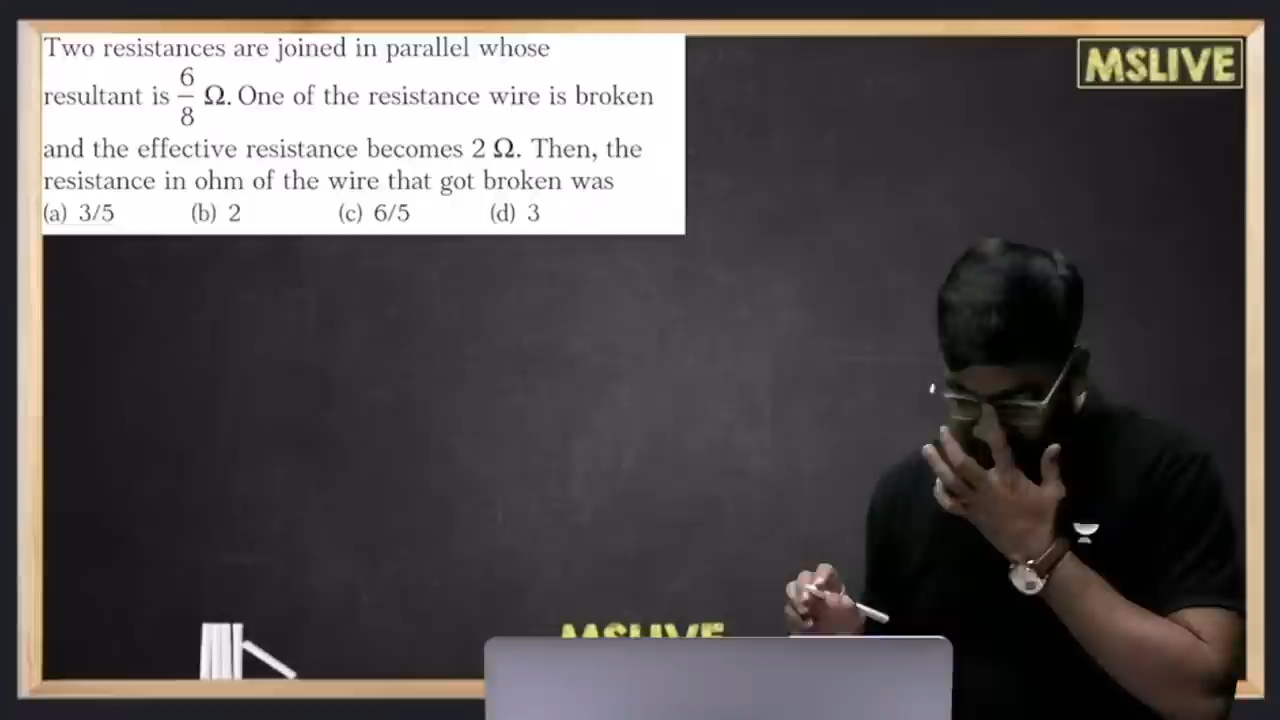 Two resistances are joined in parallel whose
resultant is 6/8 Ω. One of the resistance wire is broken
and the effective resistance becomes 2 Ω. Then, the
resistance in ohm of the wire that got broken was
(a) 3/5 (b) 2 (c) 6/5 (d) 3
MSLIVE
MSLIVE